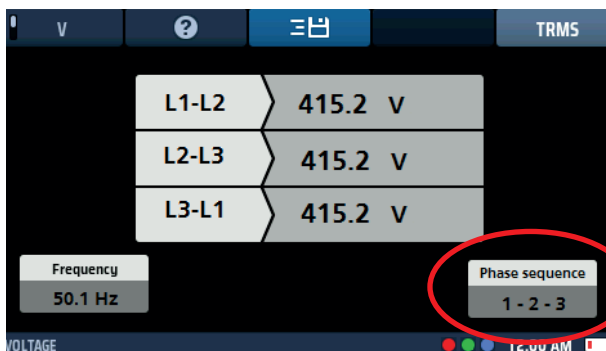 V ? TRMS
L1-L2 415.2 V
L2-L3 415.2 V
L3-L1 415.2 V
Frequency Phase sequence
50.1 Hz 1 - 2 - 3
VOLTAGE 12:00 AM